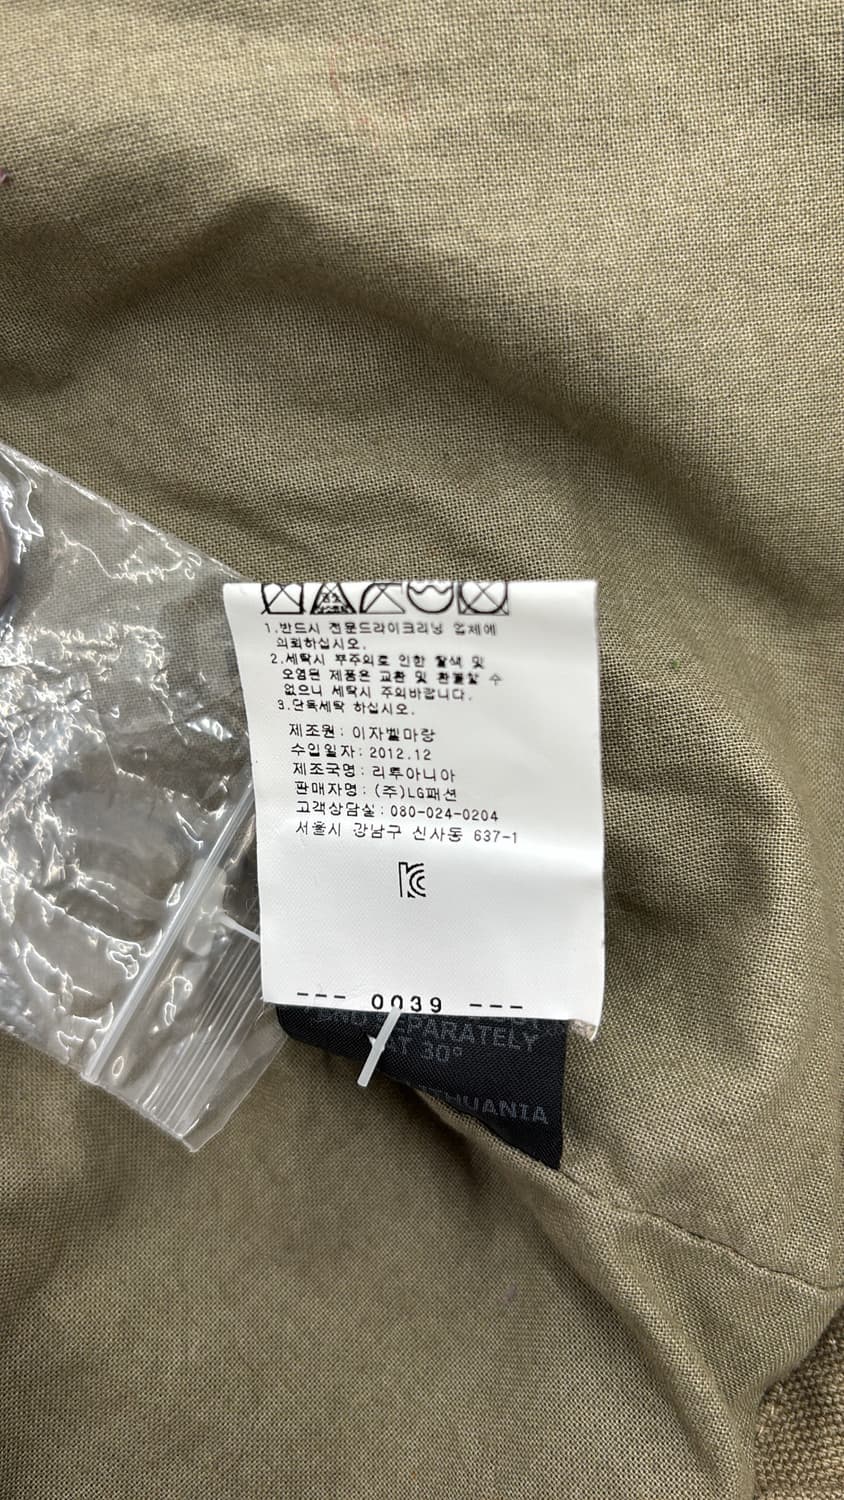 1.반드시 전문드라이크리닝 업체에
의뢰하십시오.
2.세탁시 부주의로 인한 탈색 및
오염된 제품은 교환 및 환불할 수
없으니 세탁시 주의바랍니다.
3.단독세탁 하십시오.
제조원: 이자벨마랑
수입일자: 2012.12
제조국명: 리투아니아
판매자명: (주)LG패션
고객상담실: 080-024-0204
서울시 강남구 신사동 637-1
--- 0039 ---
SEPARATELY
AT 30°
LITHUANIA